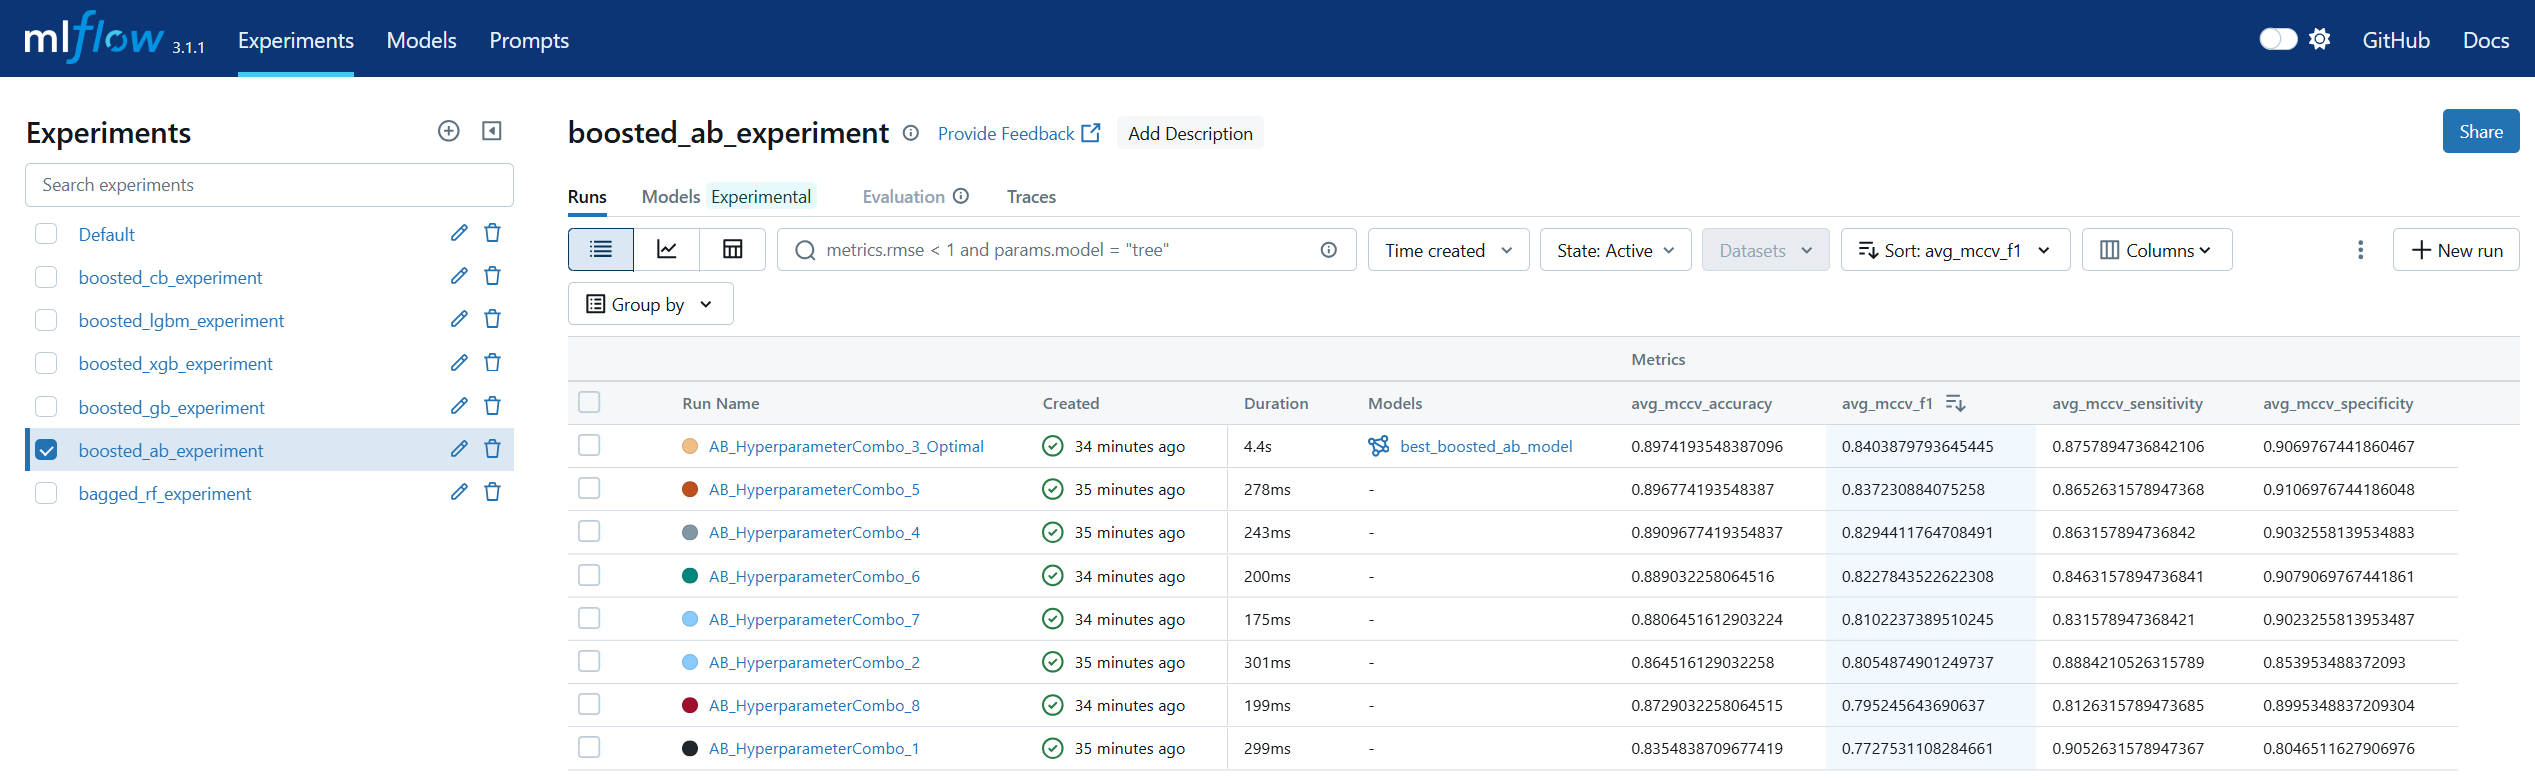 mlflow 3.1.1 Experiments Models Prompts GitHub Docs
Experiments
Search experiments
Default
boosted_cb_experiment
boosted_lgbm_experiment
boosted_xgb_experiment
boosted_gb_experiment
boosted_ab_experiment
bagged_rf_experiment
boosted_ab_experiment Provide Feedback Add Description Share
Runs Models Experimental Evaluation Traces
metrics.rmse < 1 and params.model = "tree" Time created State: Active Datasets Sort: avg_mccv_f1 Columns New run
Group by
Metrics
Run Name Created Duration Models avg_mccv_accuracy avg_mccv_f1 avg_mccv_sensitivity avg_mccv_specificity
AB_HyperparameterCombo_3_Optimal 34 minutes ago 4.4s best_boosted_ab_model 0.8974193548387096 0.8403879793645445 0.8757894736842106 0.9069767441860467
AB_HyperparameterCombo_5 35 minutes ago 278ms - 0.896774193548387 0.837230884075258 0.8652631578947368 0.9106976744186048
AB_HyperparameterCombo_4 35 minutes ago 243ms - 0.8909677419354837 0.8294411764708491 0.863157894736842 0.9032558139534883
AB_HyperparameterCombo_6 34 minutes ago 200ms - 0.889032258064516 0.8227843522622308 0.8463157894736841 0.9079069767441861
AB_HyperparameterCombo_7 34 minutes ago 175ms - 0.8806451612903224 0.8102237389510245 0.831578947368421 0.9023255813953487
AB_HyperparameterCombo_2 35 minutes ago 301ms - 0.864516129032258 0.8054874901249737 0.8884210526315789 0.853953488372093
AB_HyperparameterCombo_8 34 minutes ago 199ms - 0.8729032258064515 0.795245643690637 0.8126315789473685 0.8995348837209304
AB_HyperparameterCombo_1 35 minutes ago 299ms - 0.8354838709677419 0.7727531108284661 0.9052631578947367 0.8046511627906976